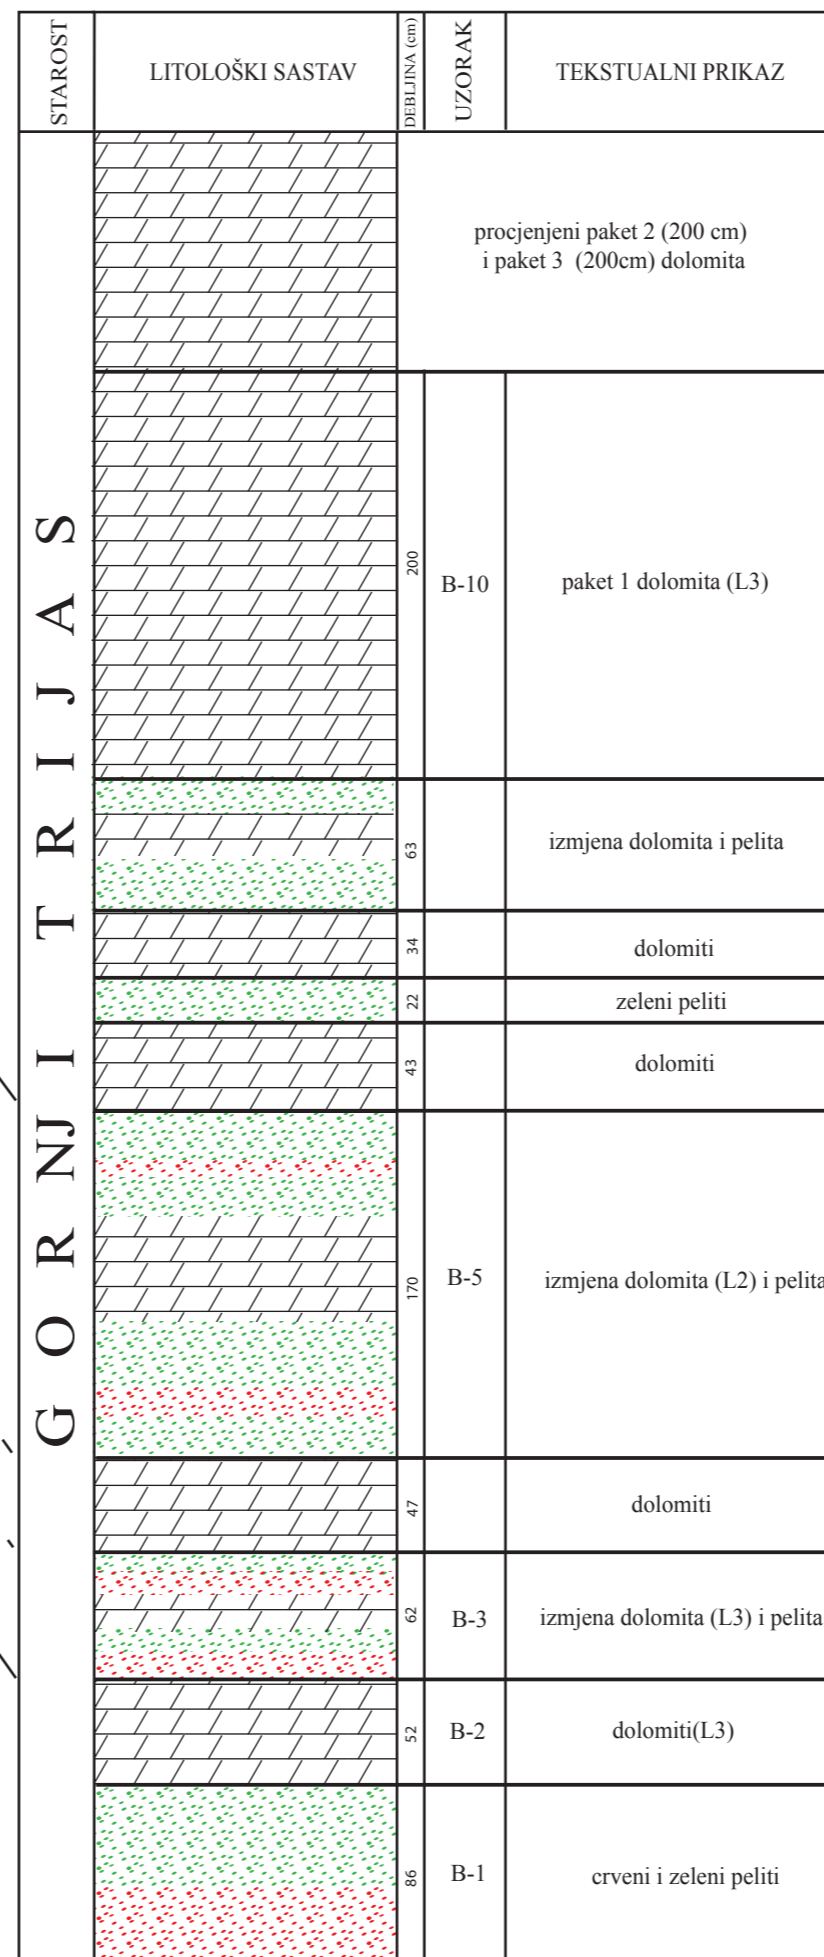 STAROST
LITOLOŠKI SASTAV
DEBLJINA (cm)
UZORAK
TEKSTUALNI PRIKAZ
GORNJI TRIJAS
procjenjeni paket 2 (200 cm)
i paket 3 (200cm) dolomita
200
B-10
paket 1 dolomita (L3)
63
izmjena dolomita i pelita
34
dolomiti
22
zeleni peliti
43
dolomiti
170
B-5
izmjena dolomita (L2) i pelita
47
dolomiti
62
B-3
izmjena dolomita (L3) i pelita
52
B-2
dolomiti(L3)
86
B-1
crveni i zeleni peliti